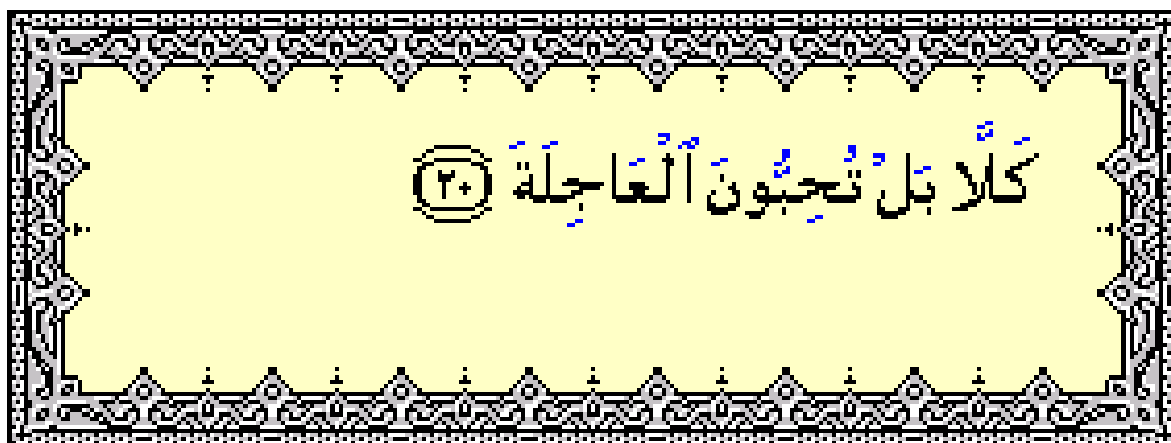 كَلَّا بَلْ تُحِبُّونَ ٱلْعَاجِلَةَ ٢٠